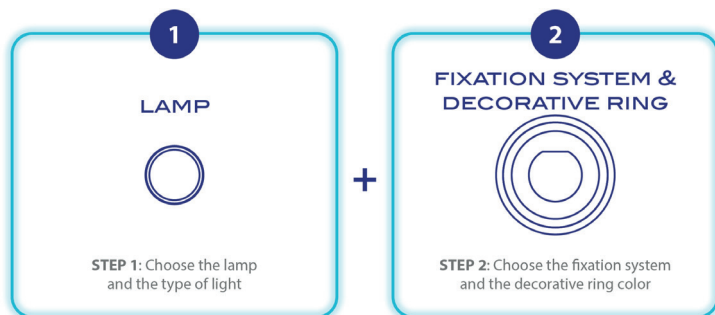 1
LAMP
STEP 1: Choose the lamp
and the type of light
+
2
FIXATION SYSTEM &
DECORATIVE RING
STEP 2: Choose the fixation system
and the decorative ring color